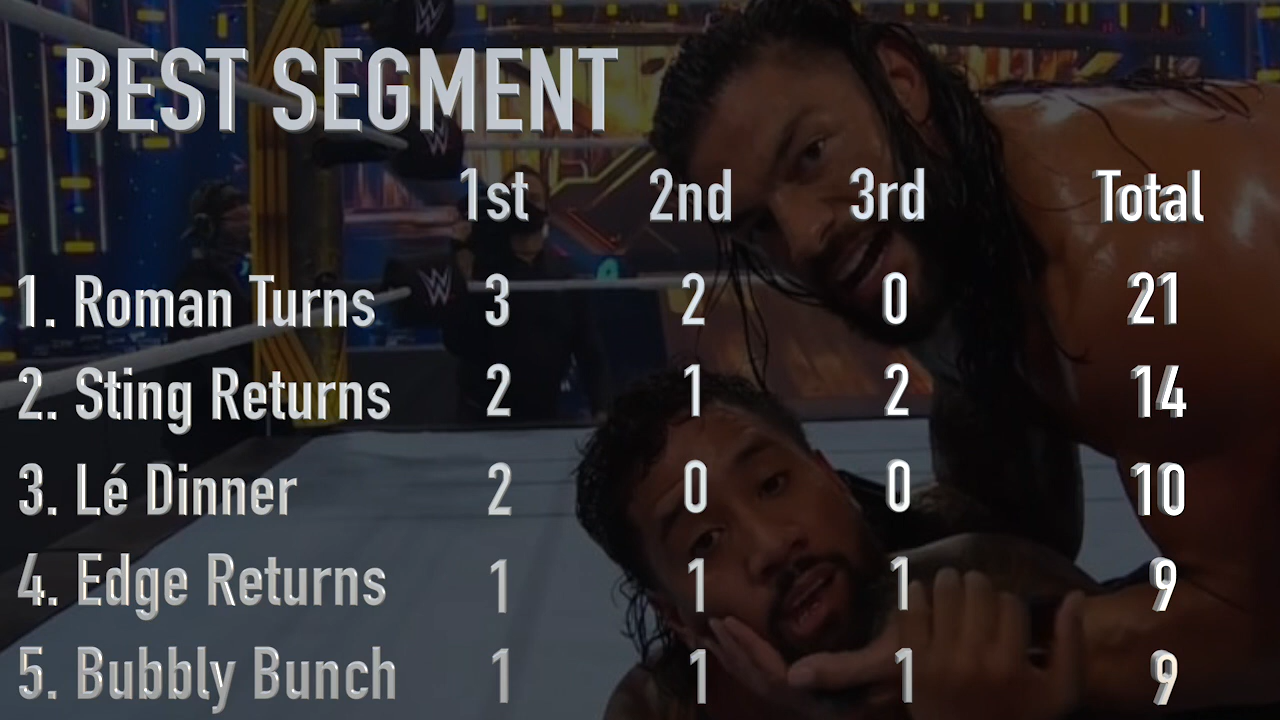 BEST SEGMENT
1st 2nd 3rd Total
1. Roman Turns 3 2 0 21
2. Sting Returns 2 1 2 14
3. Lé Dinner 2 0 0 10
4. Edge Returns 1 1 1 9
5. Bubbly Bunch 1 1 1 9